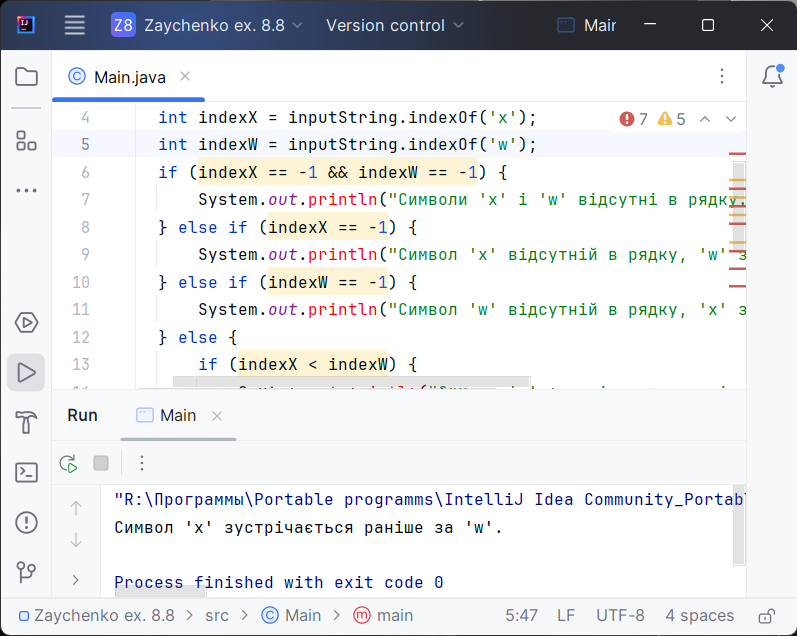 Z8 Zaychenko ex. 8.8 Version control Mair
Main.java
4 int indexX = inputString.indexOf('x'); 7 5
5 int indexW = inputString.indexOf('w');
6 if (indexX == -1 && indexW == -1) {
7 System.out.println("Символи 'x' і 'w' відсутні в рядку.
8 } else if (indexX == -1) {
9 System.out.println("Символ 'x' відсутній в рядку, 'w' з
10 } else if (indexW == -1) {
11 System.out.println("Символ 'w' відсутній в рядку, 'x' з
12 } else {
13 if (indexX < indexW) {
Run Main
"R:\Программы\Portable programms\IntelliJ Idea Community_Portab
Символ 'x' зустрічається раніше за 'w'.
Process finished with exit code 0
Zaychenko ex. 8.8 > src > Main > main 5:47 LF UTF-8 4 spaces